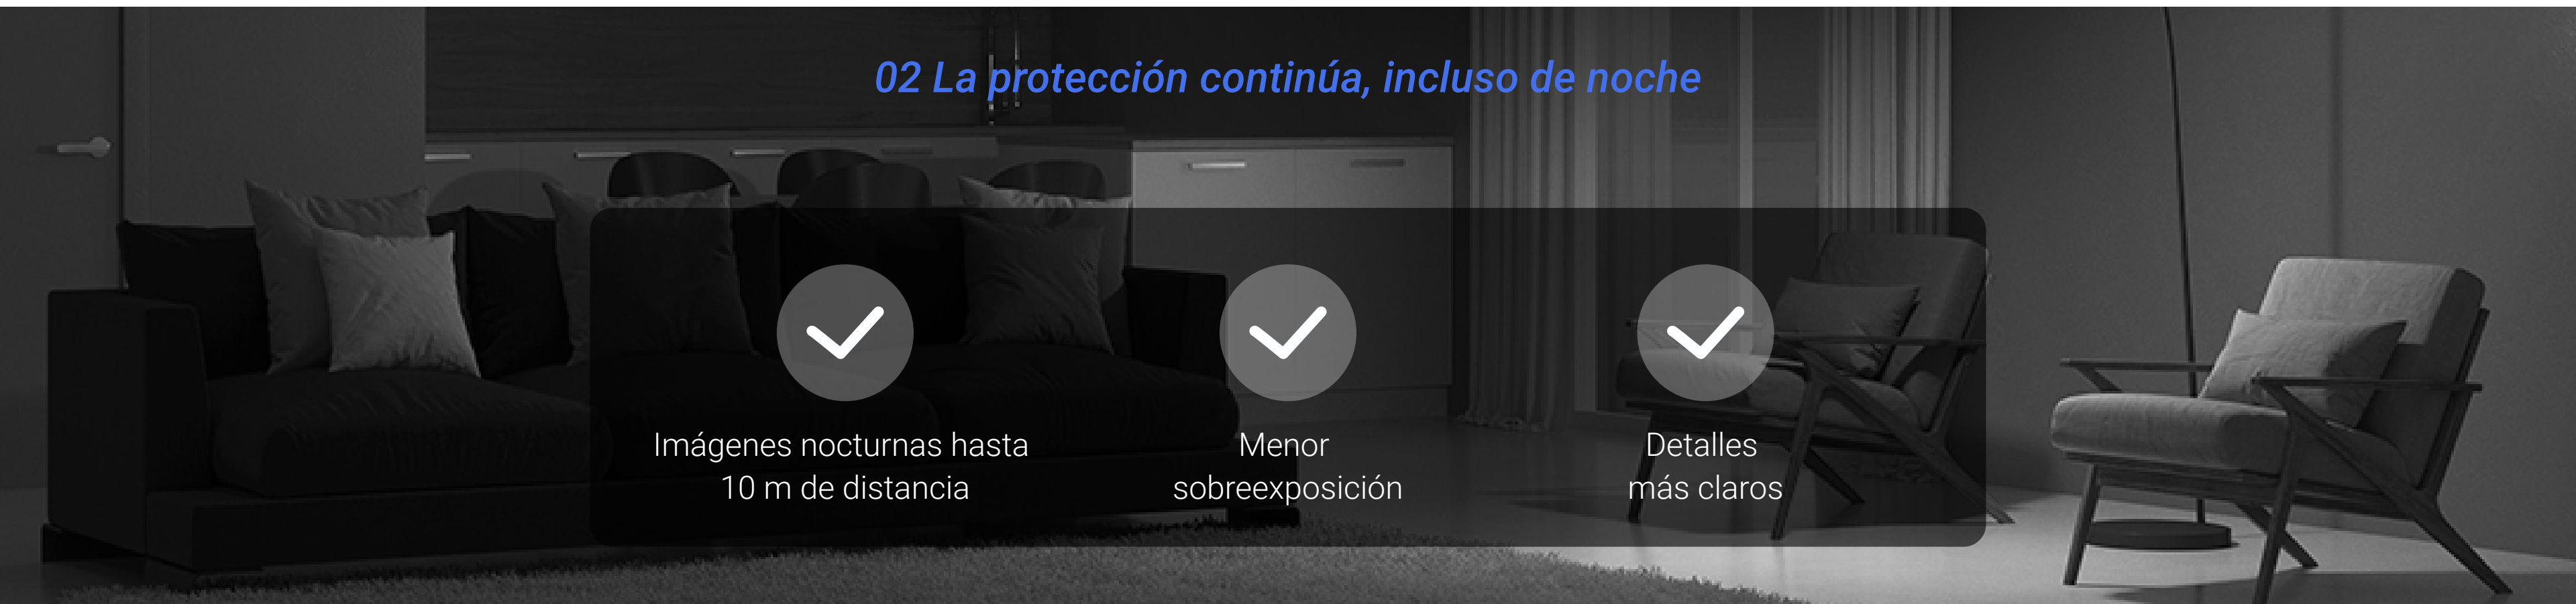 02 La protección continúa, incluso de noche
Imágenes nocturnas hasta
10 m de distancia
Menor
sobreexposición
Detalles
más claros